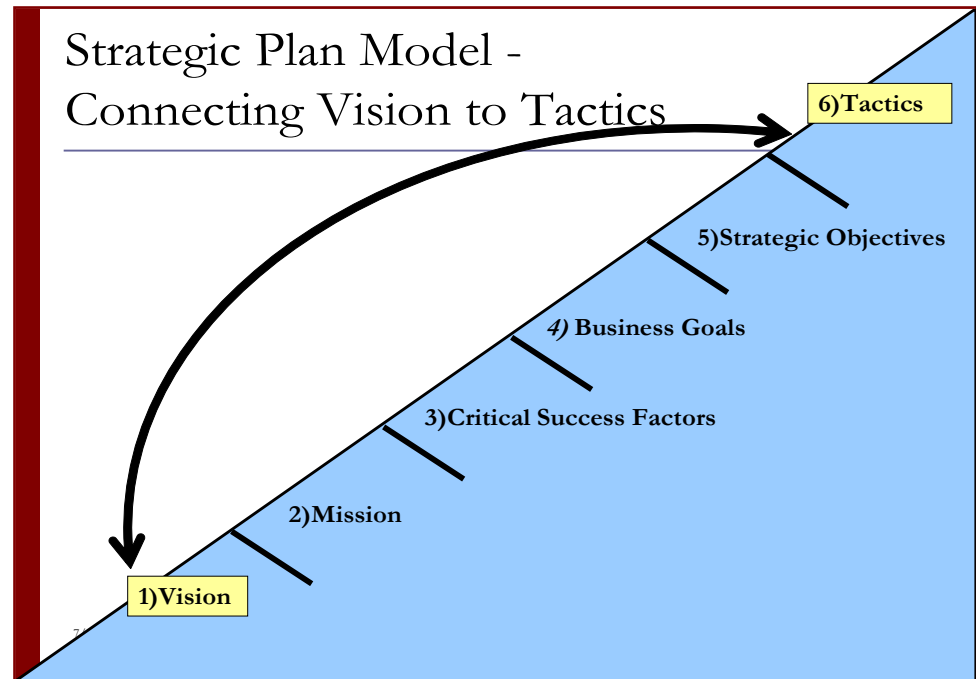 Strategic Plan Model -
Connecting Vision to Tactics
6)Tactics
5)Strategic Objectives
4) Business Goals
3)Critical Success Factors
2)Mission
1)Vision